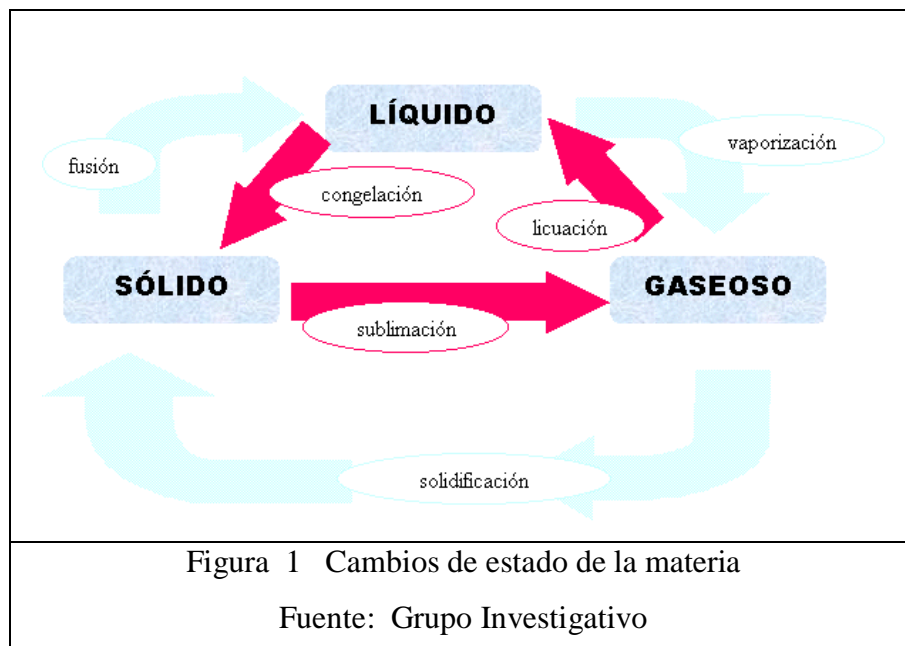 LÍQUIDO
vaporización
fusión
congelación
licuación
SÓLIDO
GASEOSO
sublimación
solidificación
Figura 1 Cambios de estado de la materia
Fuente: Grupo Investigativo